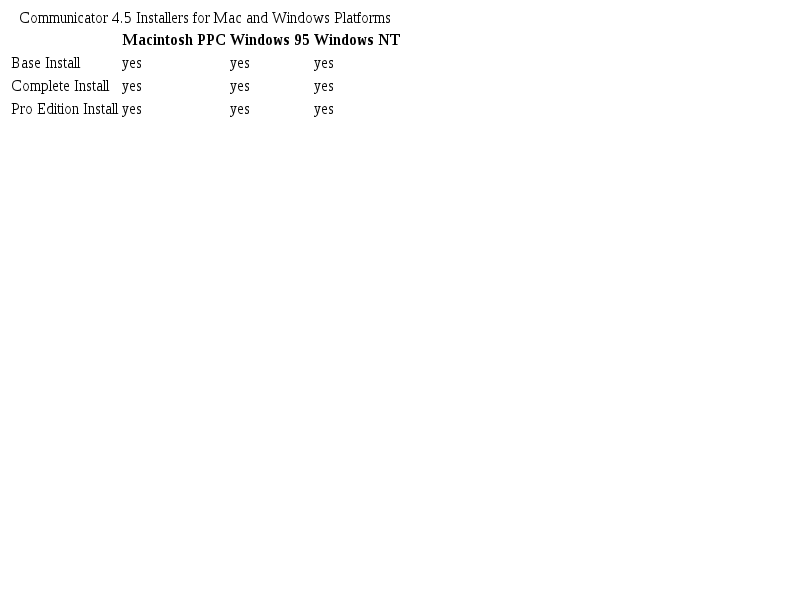 Communicator 4.5 Installers for Mac and Windows Platforms
Macintosh PPC Windows 95 Windows NT
Base Install yes yes yes
Complete Install yes yes yes
Pro Edition Install yes yes yes